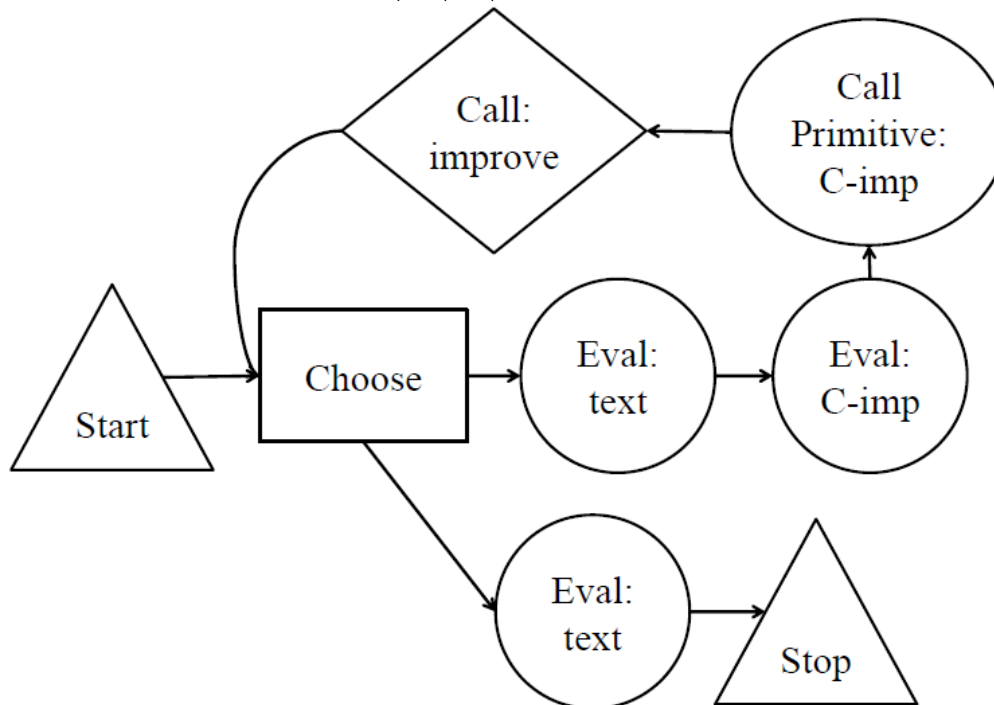 Call:
improve
Call
Primitive:
C-imp
Start
Choose
Eval:
text
Eval:
C-imp
Eval:
text
Stop